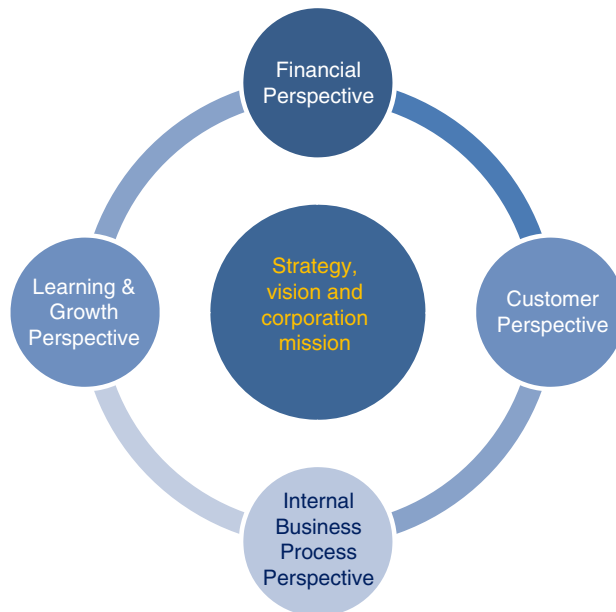 Financial
Perspective
Strategy,
vision and
corporation
mission
Learning &
Growth
Perspective
Customer
Perspective
Internal
Business
Process
Perspective